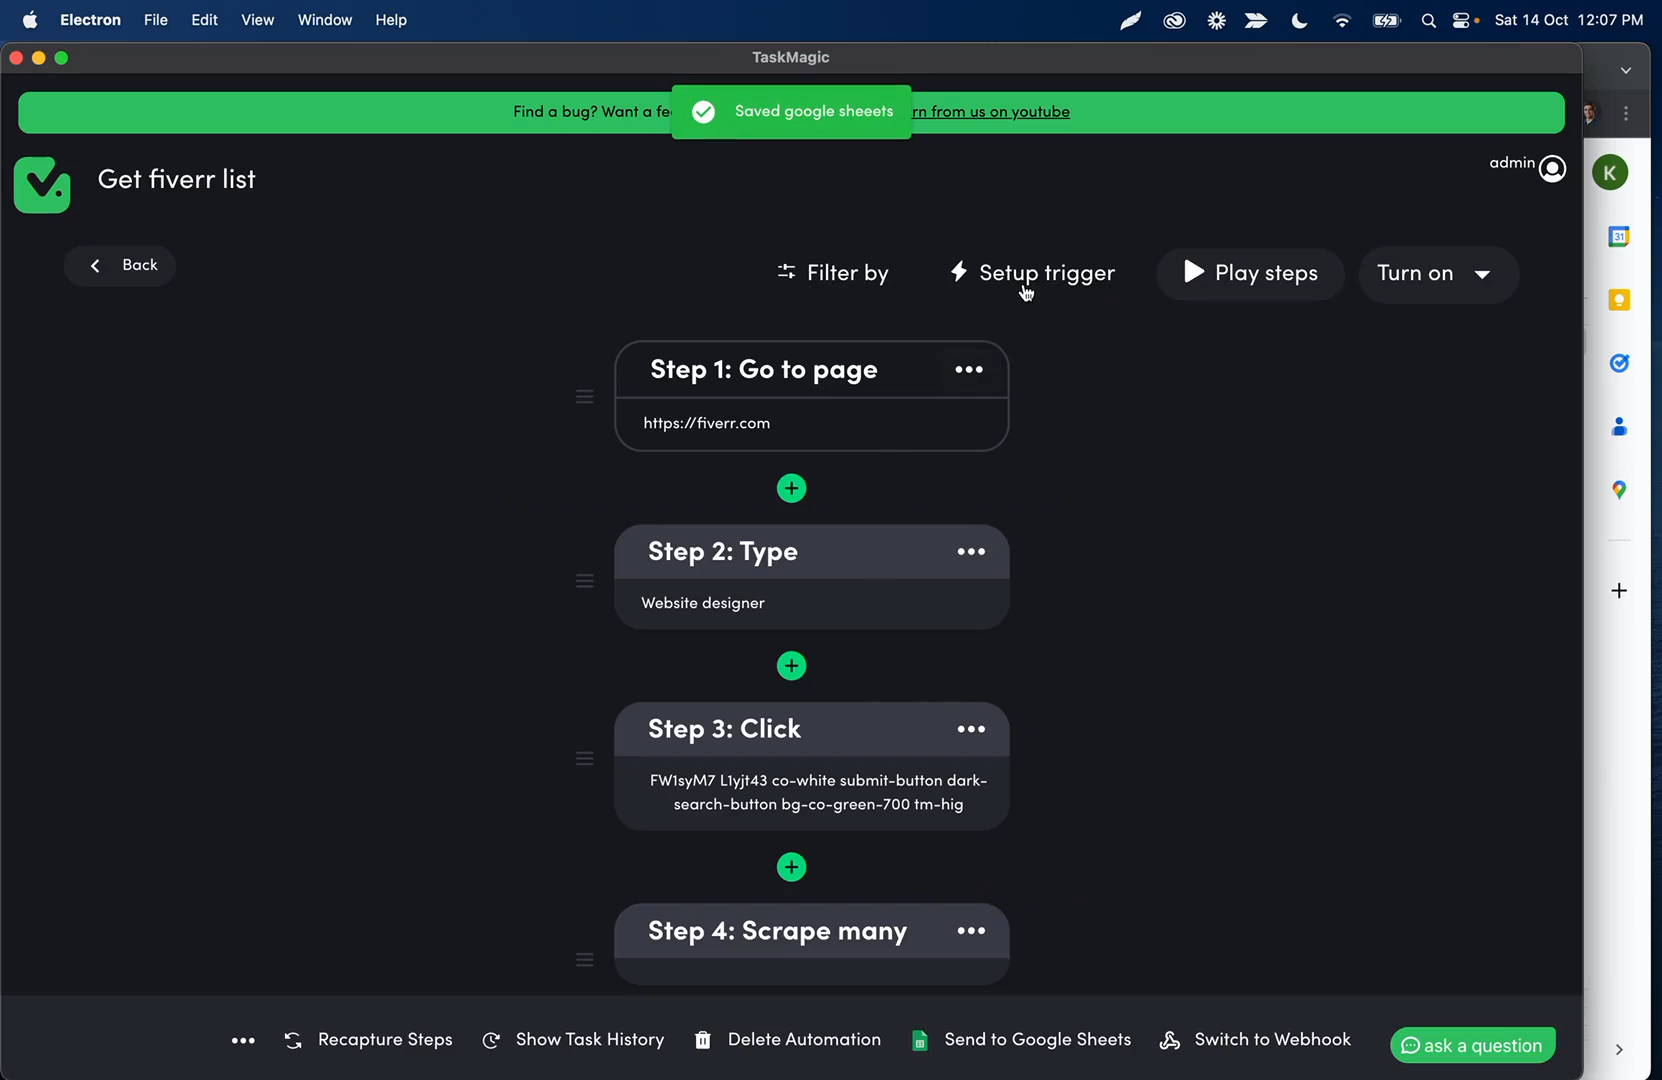 Electron File Edit View Window Help Sat 14 Oct 12:07 PM
TaskMagic
Find a bug? Want a fe
Saved google sheeets
rn from us on youtube
Get fiverr list
admin
K
31
Back
Filter by
Setup trigger
Play steps
Turn on
Step 1: Go to page
https://fiverr.com
Step 2: Type
Website designer
Step 3: Click
FW1syM7 L1yjt43 co-white submit-button dark-
search-button bg-co-green-700 tm-hig
Step 4: Scrape many
Recapture Steps
Show Task History
Delete Automation
Send to Google Sheets
Switch to Webhook
ask a question